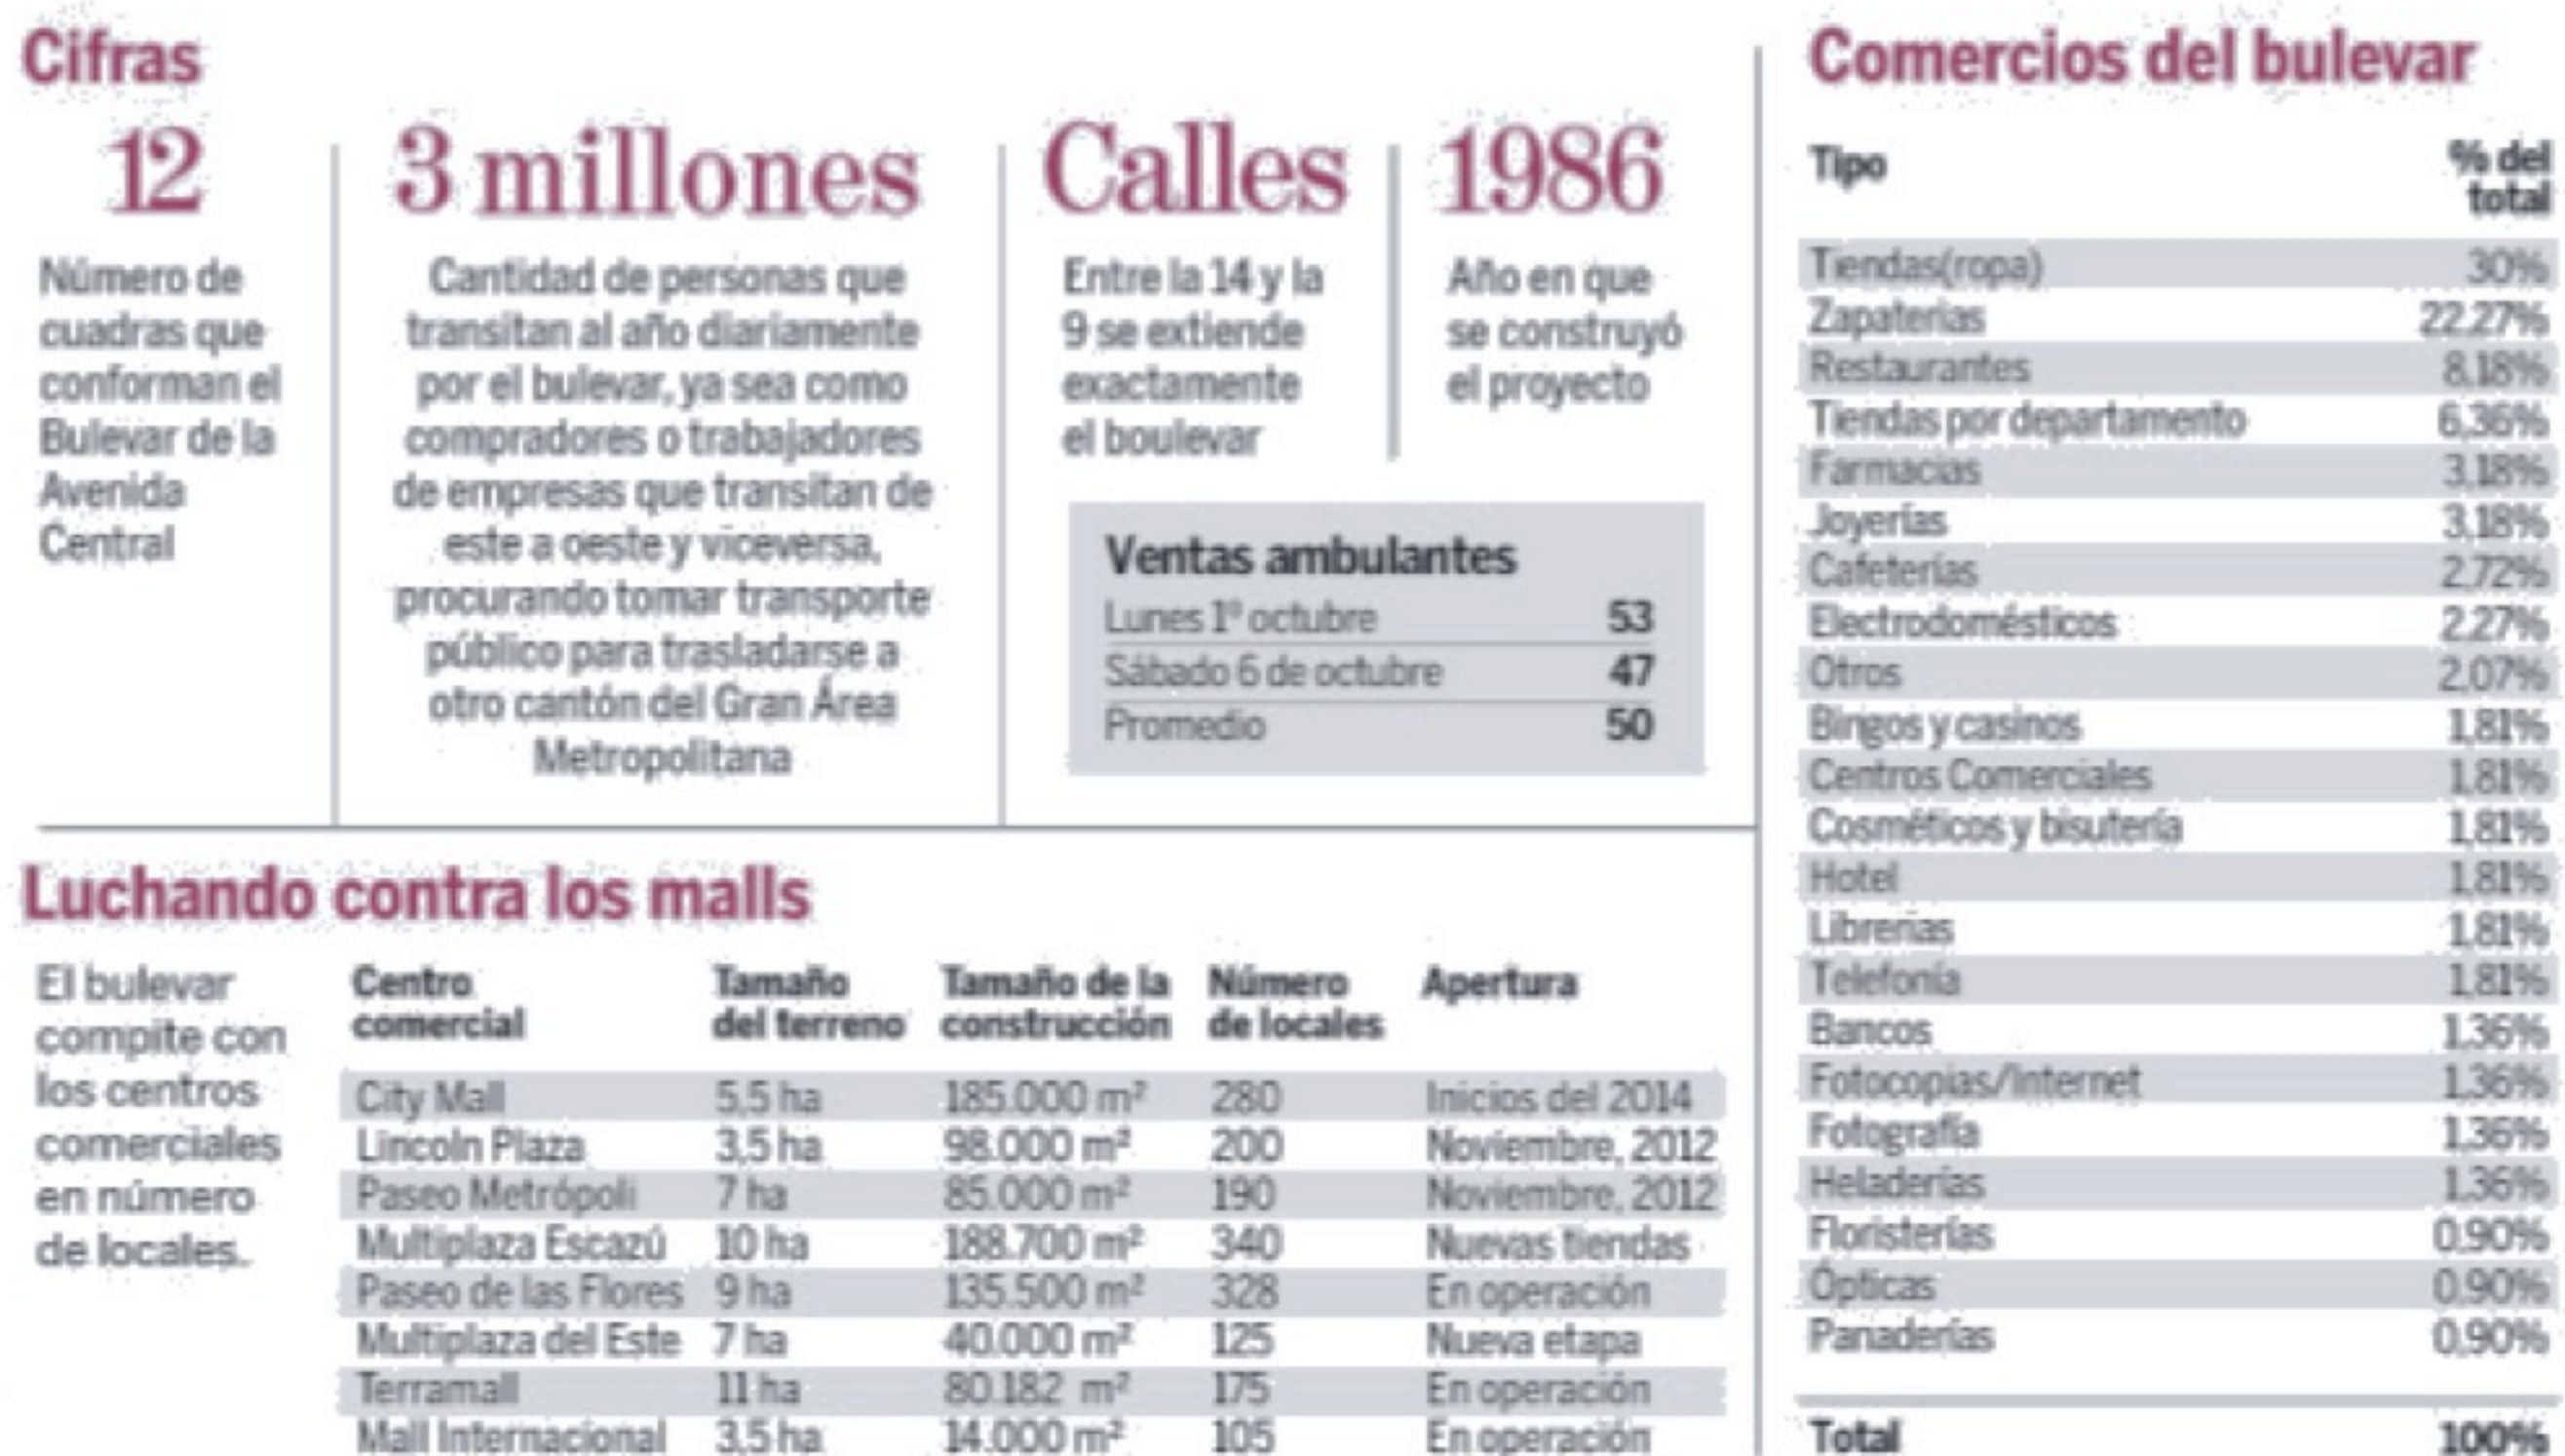 Cifras
12
Número de
cuadras que
conforman el
Bulevar de la
Avenida
Central
3 millones
Cantidad de personas que
transitan al año diariamente
por el bulevar, ya sea como
compradores o trabajadores
de empresas que transitan de
este a oeste y viceversa,
procurando tomar transporte
público para trasladarse a
otro cantón del Gran Área
Metropolitana
Calles
Entre la 14 y la
9 se extiende
exactamente
el boulevar
1986
Año en que
se construyó
el proyecto
Ventas ambulantes
Lunes 1º octubre 53
Sábado 6 de octubre 47
Promedio 50
Luchando contra los malls
El bulevar
compite con
los centros
comerciales
en número
de locales.
Centro Tamaño Tamaño de la Número Apertura
comercial del terreno construcción de locales
City Mall 5,5 ha 185.000 m² 280 Inicios del 2014
Lincoln Plaza 3,5 ha 98.000 m² 200 Noviembre, 2012
Paseo Metrópoli 7 ha 85.000 m² 190 Noviembre, 2012
Multiplaza Escazú 10 ha 188.700 m² 340 Nuevas tiendas
Paseo de las Flores 9 ha 135.500 m² 328 En operación
Multiplaza del Este 7 ha 40.000 m² 125 Nueva etapa
Terramall 11 ha 80.182 m² 175 En operación
Mall Internacional 3,5 ha 14.000 m² 105 En operación
Comercios del bulevar
Tipo % del
total
Tiendas(ropa) 30%
Zapaterías 22.27%
Restaurantes 8,18%
Tiendas por departamento 6,36%
Farmacias 3,18%
Joyerías 3,18%
Cafeterías 2,72%
Electrodomésticos 2,27%
Otros 2,07%
Bingos y casinos 1,81%
Centros Comerciales 1,81%
Cosméticos y bisutería 1,81%
Hotel 1,81%
Librerías 1,81%
Telefonía 1,81%
Bancos 1,36%
Fotocopias/Internet 1,36%
Fotografía 1,36%
Heladerías 1,36%
Floristerías 0,90%
Ópticas 0,90%
Panaderías 0,90%
Total 100%